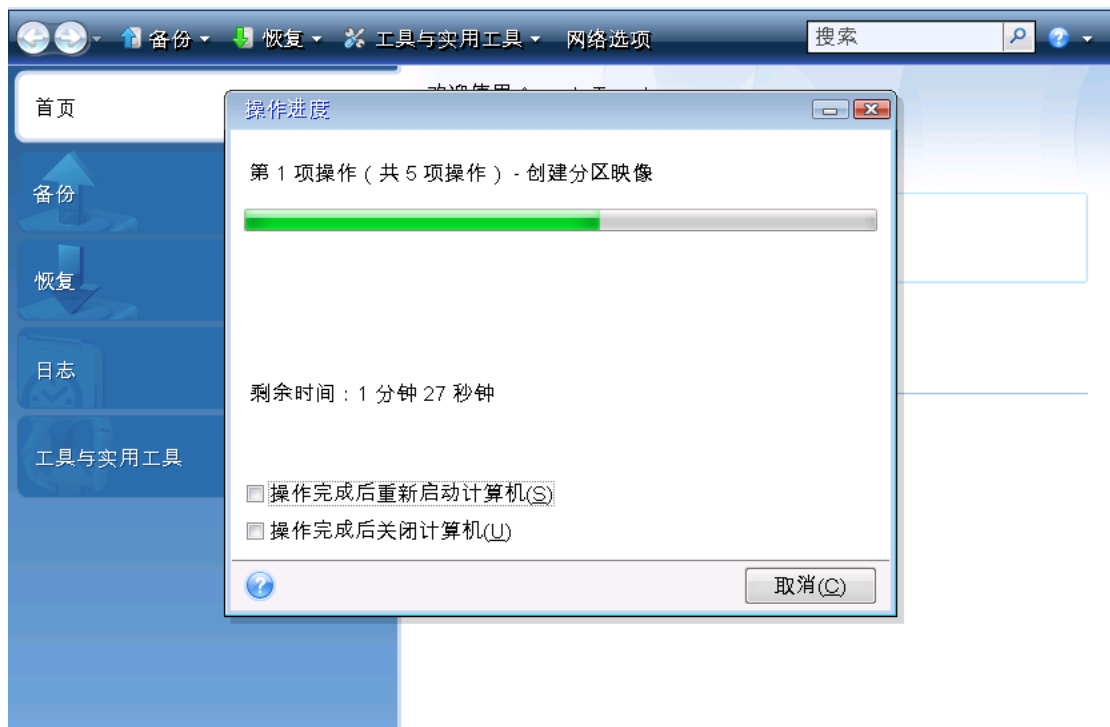 备份 恢复 工具与实用工具 网络选项 搜索
首页
操作进度
第 1 项操作 ( 共 5 项操作 ) - 创建分区映像
备份
恢复
日志
剩余时间 : 1 分钟 27 秒钟
工具与实用工具
操作完成后重新启动计算机(S)
操作完成后关闭计算机(U)
取消(C)